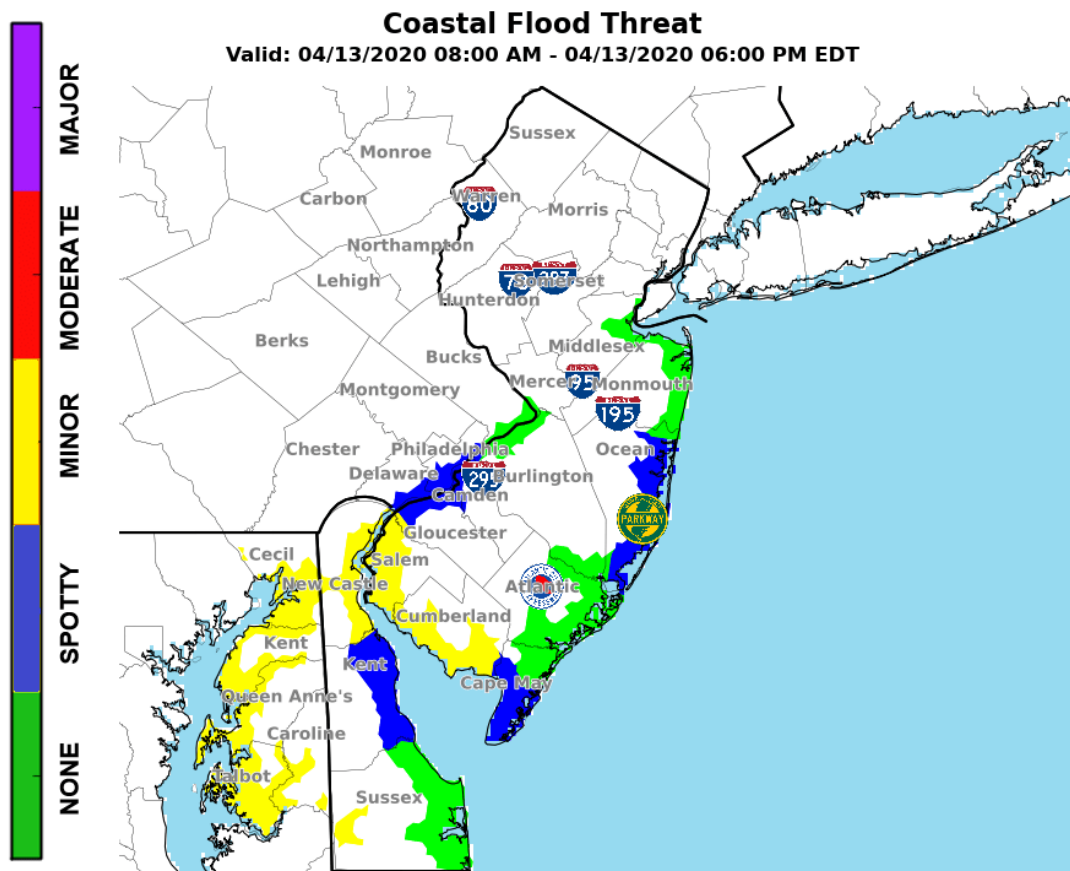 Coastal Flood Threat
Valid: 04/13/2020 08:00 AM - 04/13/2020 06:00 PM EDT
MAJOR
MODERATE
MINOR
SPOTTY
NONE
Sussex
Monroe
Carbon
Warren
80
Morris
Northampton
Lehigh
78
287
Somerset
Hunterdon
Berks
Middlesex
Bucks
Mercer
95
Monmouth
Montgomery
195
Chester
Philadelphia
Ocean
Delaware
295
Burlington
Camden
PARKWAY
Gloucester
Cecil
Salem
New Castle
Atlantic
Cumberland
Kent
Kent
Cape May
Queen Anne's
Caroline
Talbot
Sussex